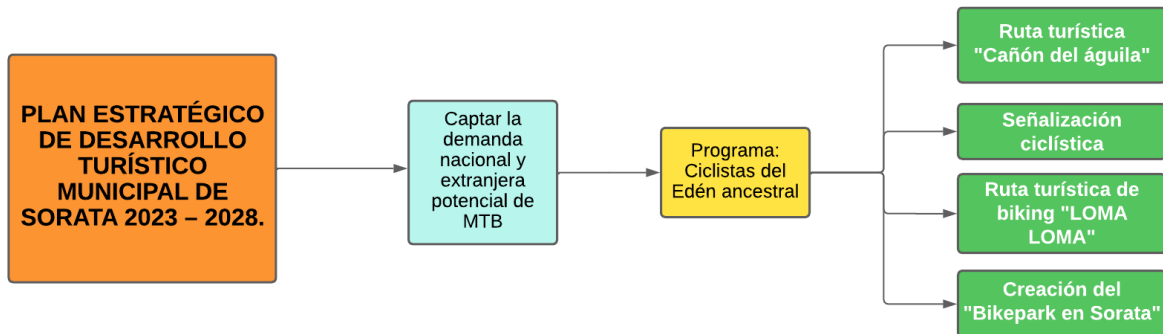 PLAN ESTRATÉGICO
DE DESARROLLO
TURÍSTICO
MUNICIPAL DE
SORATA 2023 – 2028.
Captar la
demanda
nacional y
extranjera
potencial de
MTB
Programa:
Ciclistas del
Edén ancestral
Ruta turística
"Cañón del águila"
Señalización
ciclística
Ruta turística de
biking "LOMA
LOMA"
Creación del
"Bikepark en Sorata"